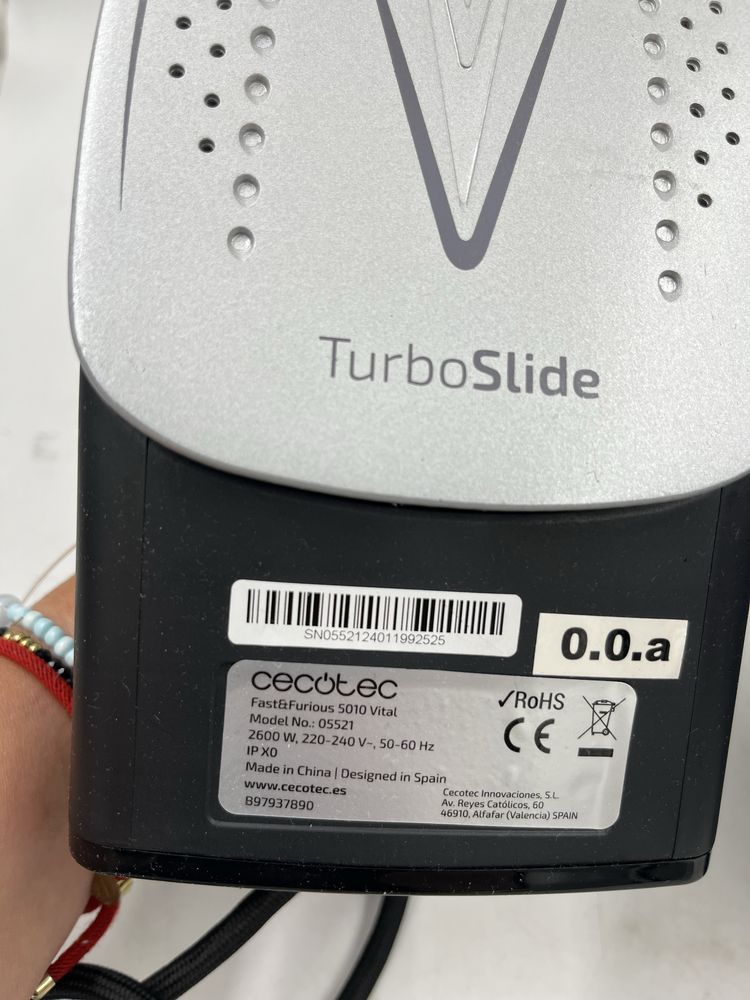 TurboSlide
SN0552124011992525
0.0.a
cecotec
Fast&Furious 5010 Vital
Model No.: 05521
2600 W, 220-240 V~, 50-60 Hz
IP X0
Made in China | Designed in Spain
www.cecotec.es
B97937890
✓RoHS
CE
Cecotec Innovaciones, S.L.
Av. Reyes Católicos, 60
46910, Alfafar (Valencia) SPAIN